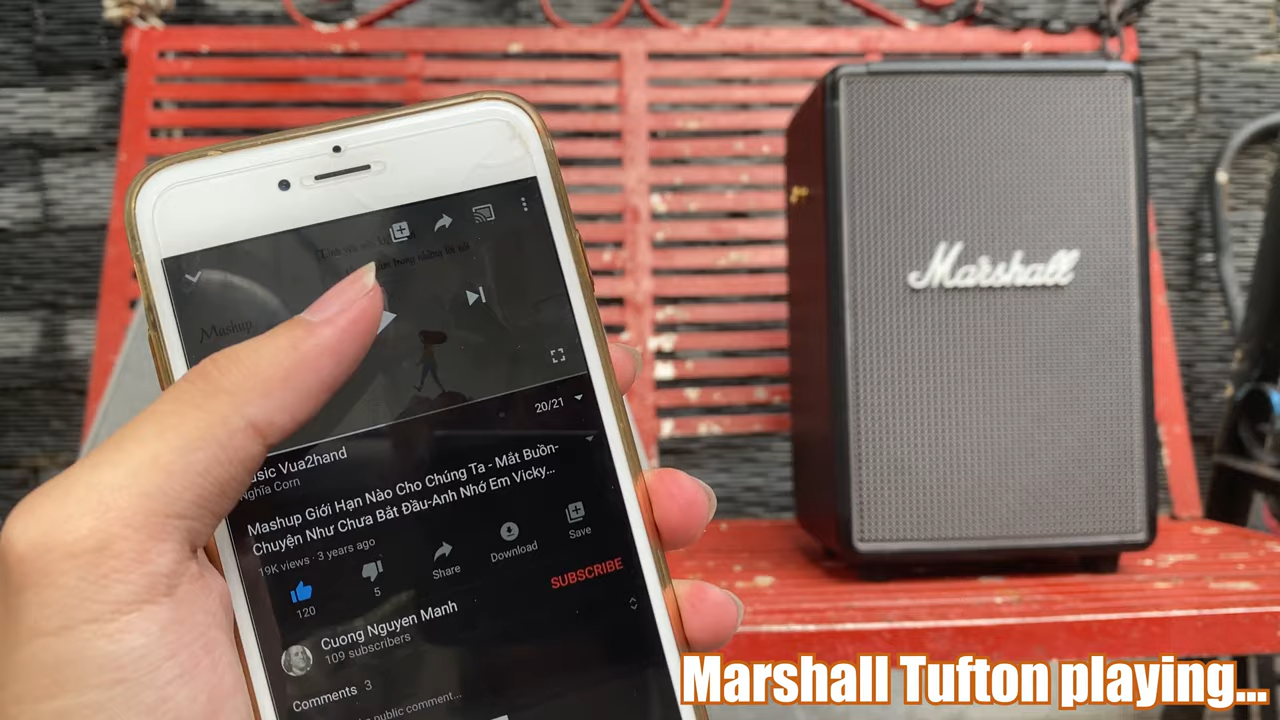 Mashup
20/21
usic Vua2hand
Nghĩa Corn
Mashup Giới Hạn Nào Cho Chúng Ta - Mắt Buồn-
Chuyện Như Chưa Bắt Đầu-Anh Nhớ Em Vicky...
19K views · 3 years ago
120
5
Share
Download
Save
SUBSCRIBE
Cuong Nguyen Manh
109 subscribers
Comments 3
public comment...
Marshall
Marshall Tufton playing...